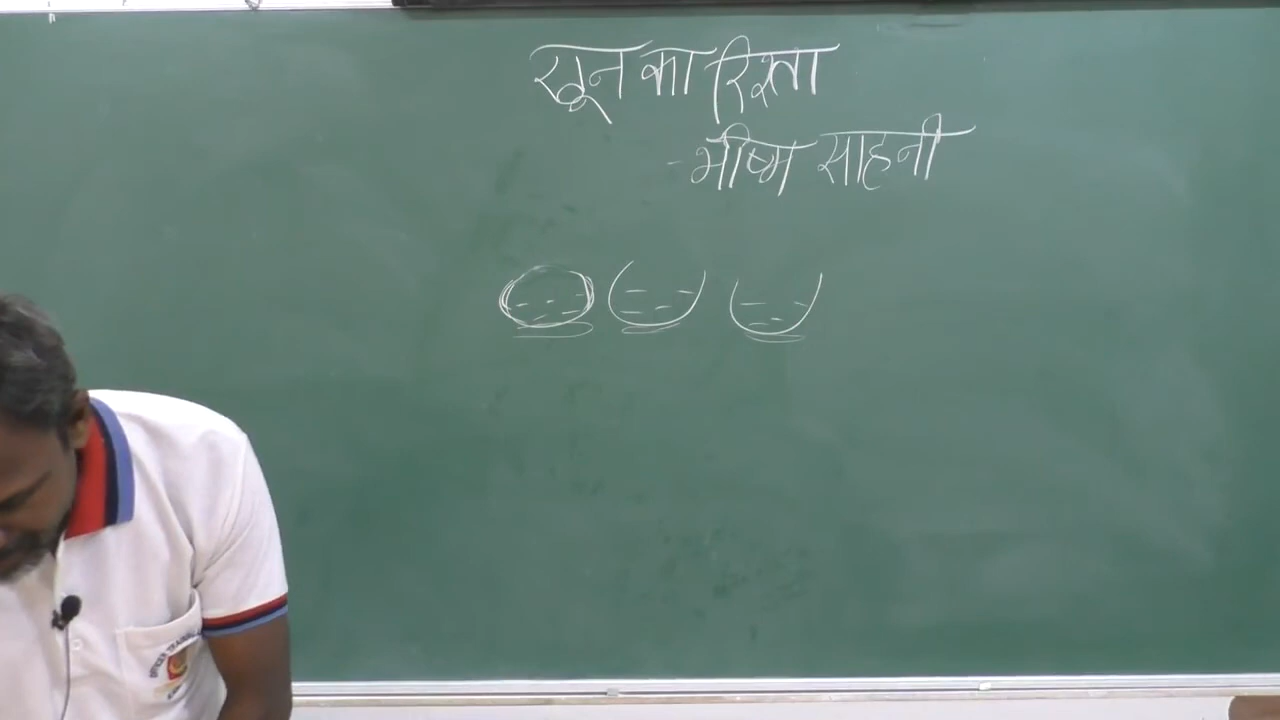 खून का रिश्ता
- भीष्म साहनी